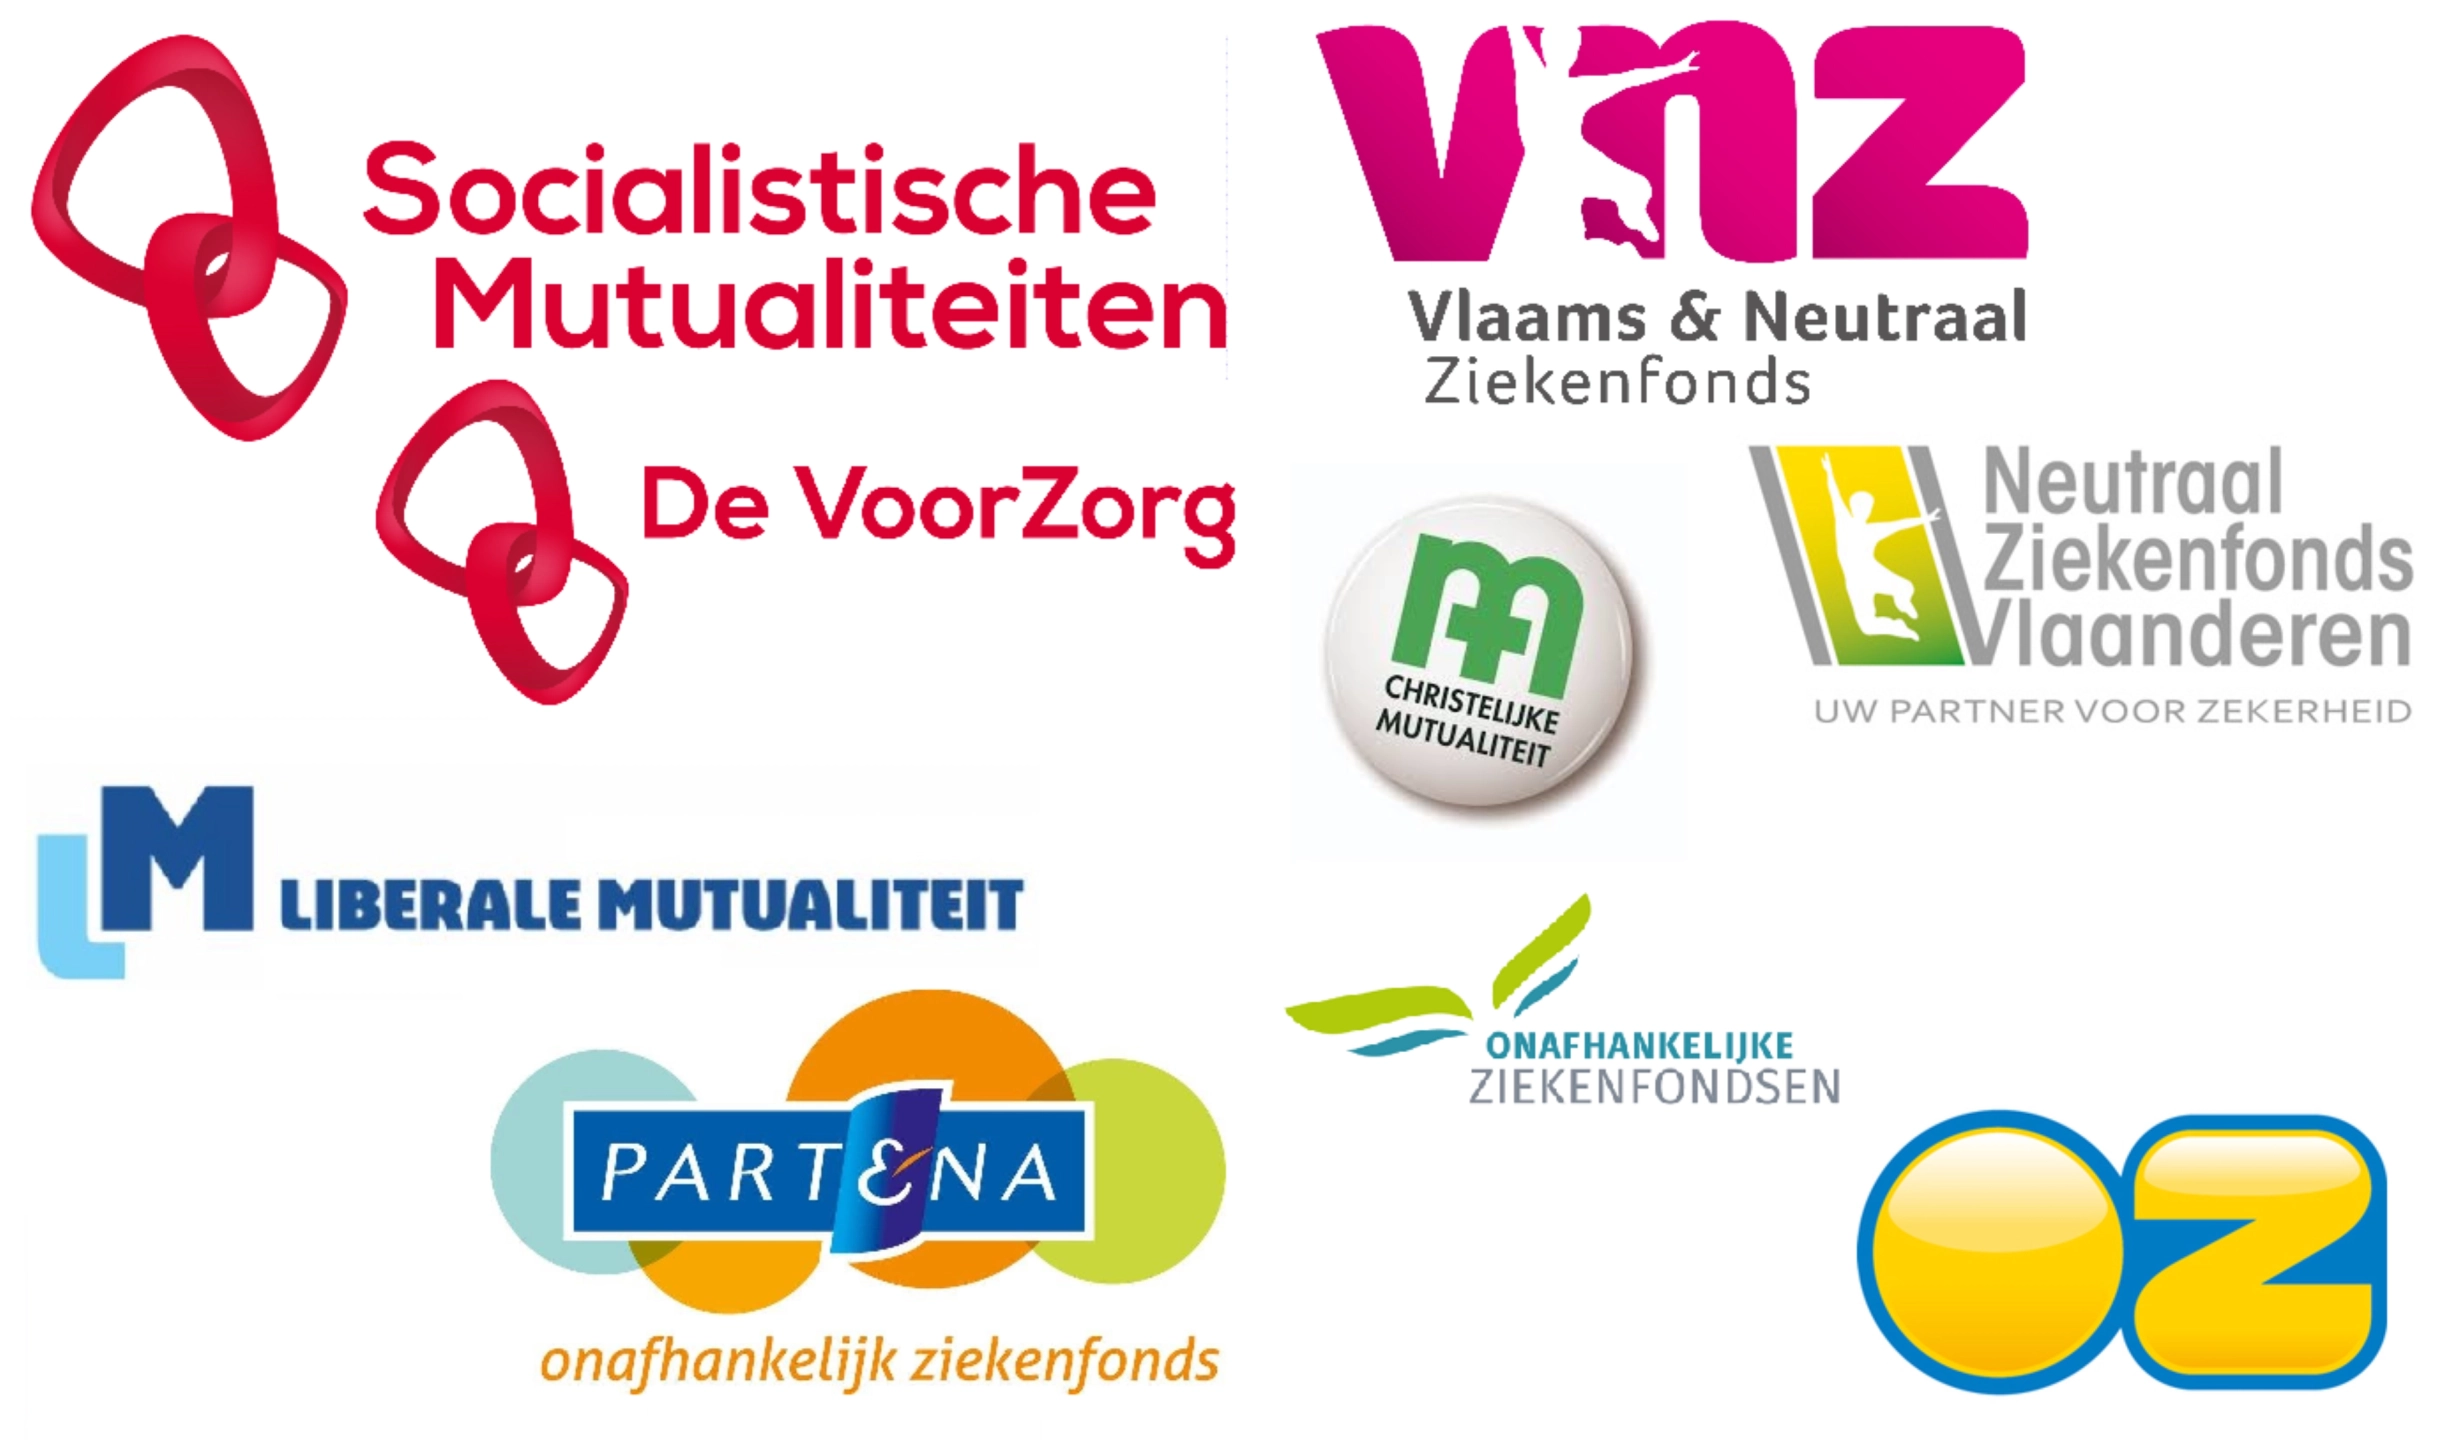 Socialistische
Mutualiteiten
De VoorZorg
vnz
Vlaams & Neutraal
Ziekenfonds
Neutraal
Ziekenfonds
Vlaanderen
UW PARTNER VOOR ZEKERHEID
m
CHRISTELIJKE
MUTUALITEIT
LM LIBERALE MUTUALITEIT
ONAFHANKELIJKE
ZIEKENFONDSEN
PARTENA
onafhankelijk ziekenfonds
OZ